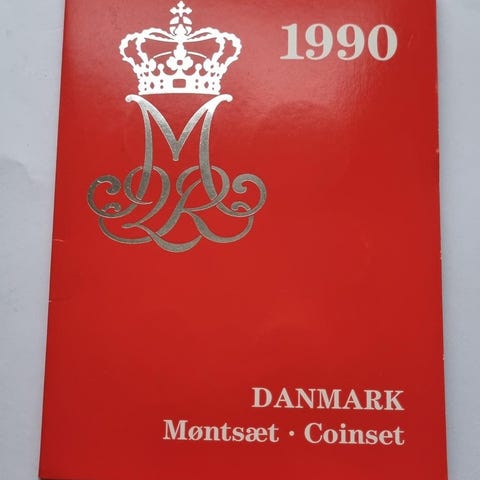 1990
DANMARK
Møntsæt · Coinset